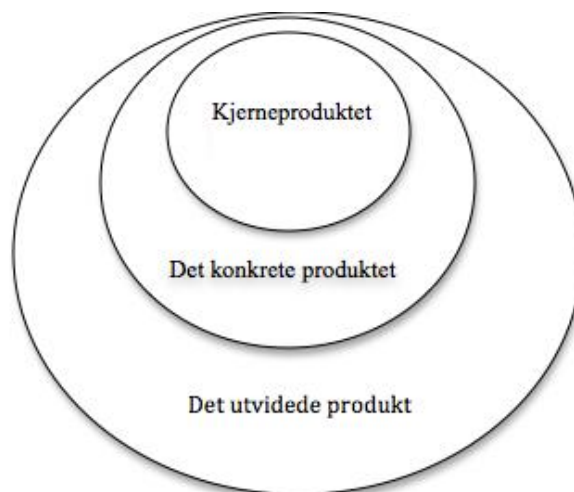 Kjerneproduktet
Det konkrete produktet
Det utvidede produkt